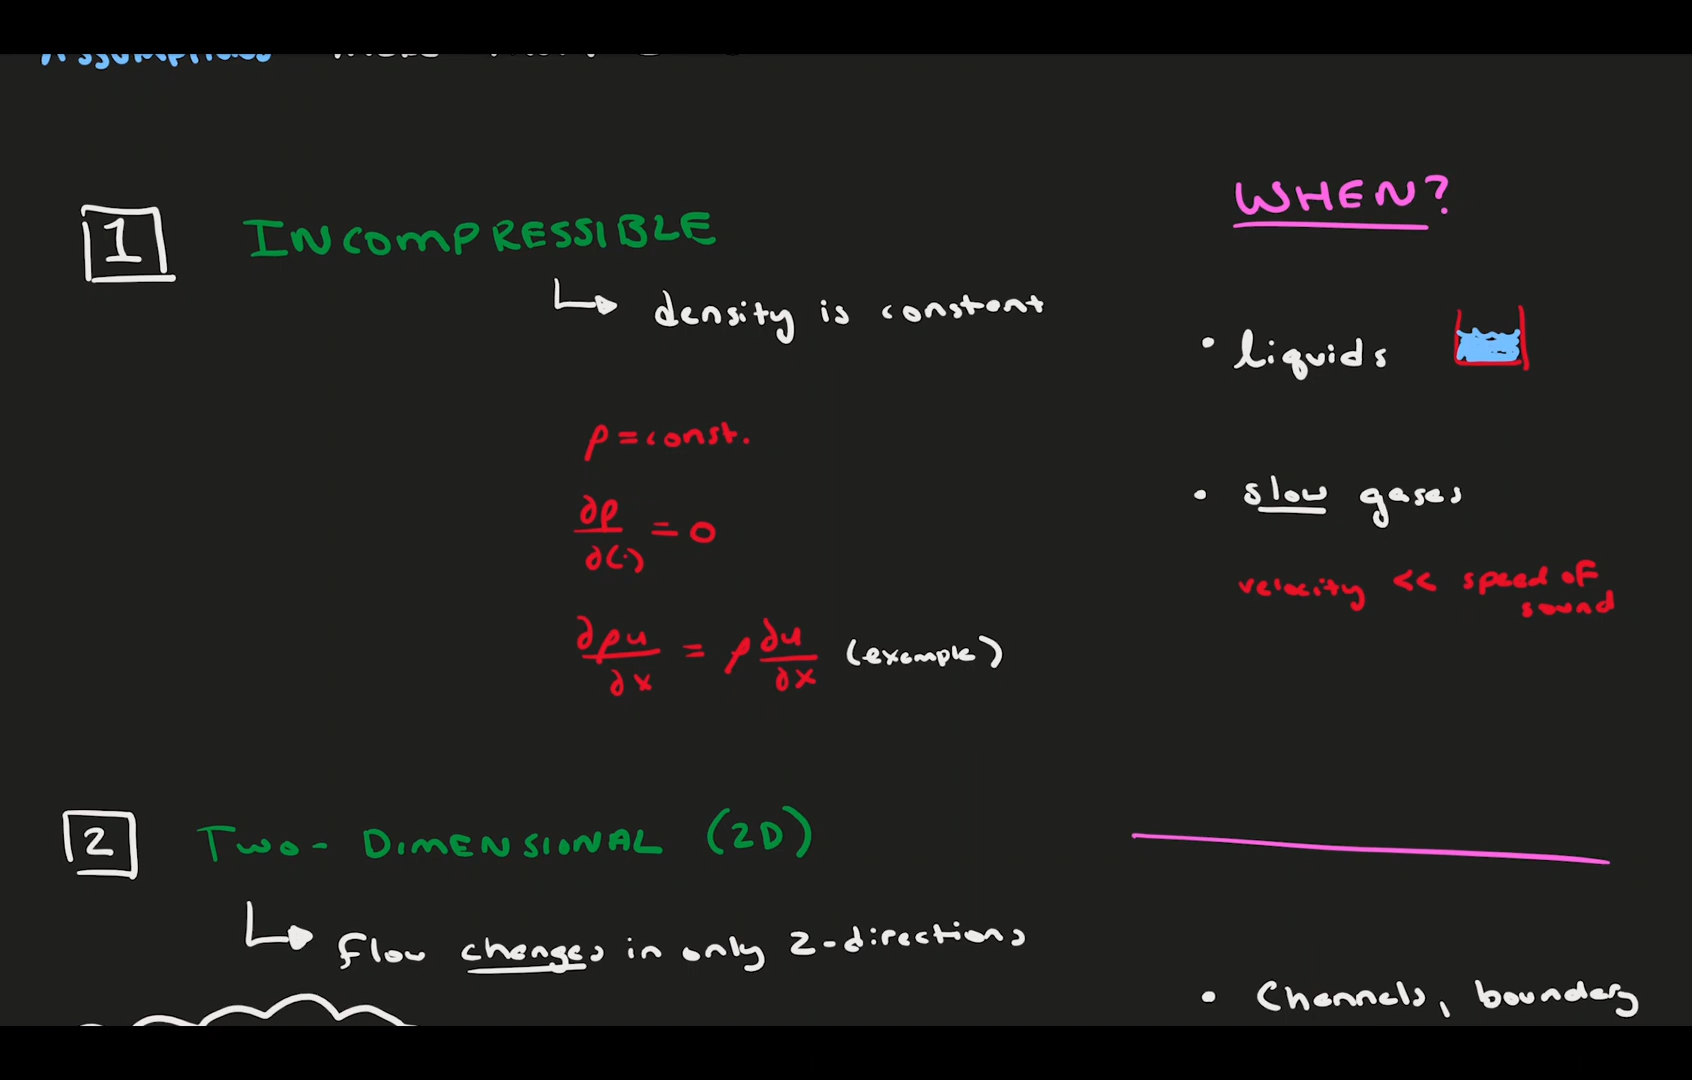 Assumptions
WHEN?
1 INCOMPRESSIBLE
↳ density is constant
• liquids
ρ = const.
∂ρ/∂(·) = 0
• slow gases
velocity << speed of
sound
∂ρu/∂x = ρ ∂u/∂x (example)
2 Two-Dimensional (2D)
↳ flow changes in only 2-directions
• Channels, boundary